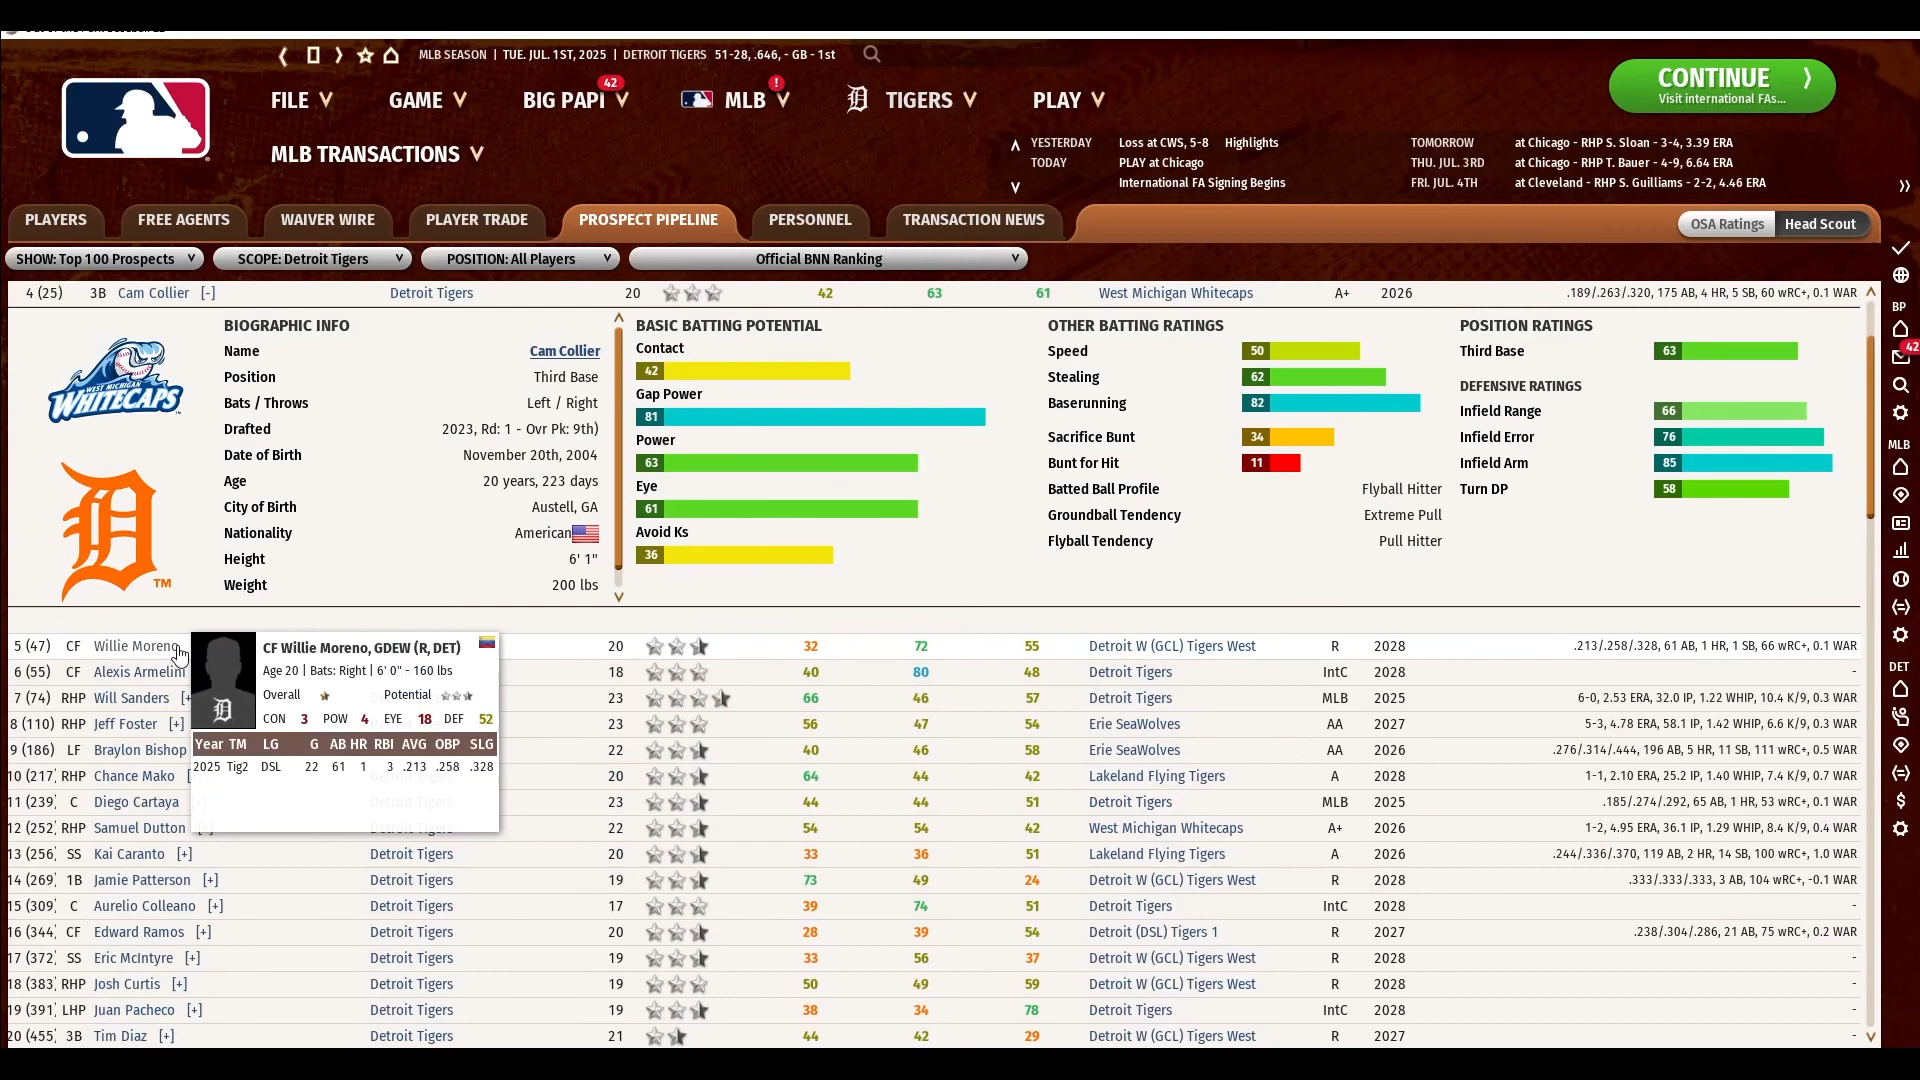 MLB SEASON | TUE. JUL. 1ST, 2025 | DETROIT TIGERS 51-28, .646, - GB - 1st
CONTINUE
Visit international FAs...
FILE GAME BIG PAPI 42 MLB ! TIGERS PLAY
MLB TRANSACTIONS
YESTERDAY Loss at CWS, 5-8 Highlights TOMORROW at Chicago - RHP S. Sloan - 3-4, 3.39 ERA
TODAY PLAY at Chicago THU. JUL. 3RD at Chicago - RHP T. Bauer - 4-9, 6.64 ERA
International FA Signing Begins FRI. JUL. 4TH at Cleveland - RHP S. Guilliams - 2-2, 4.46 ERA
PLAYERS FREE AGENTS WAIVER WIRE PLAYER TRADE PROSPECT PIPELINE PERSONNEL TRANSACTION NEWS OSA Ratings Head Scout
SHOW: Top 100 Prospects SCOPE: Detroit Tigers POSITION: All Players Official BNN Ranking
4 (25) 3B Cam Collier [-] Detroit Tigers 20 42 63 61 West Michigan Whitecaps A+ 2026 .189/.263/.320, 175 AB, 4 HR, 5 SB, 60 wRC+, 0.1 WAR
WEST MICHIGAN
WHITECAPS
TM
BIOGRAPHIC INFO
Name Cam Collier
Position Third Base
Bats / Throws Left / Right
Drafted 2023, Rd: 1 - Ovr Pk: 9th)
Date of Birth November 20th, 2004
Age 20 years, 223 days
City of Birth Austell, GA
Nationality American
Height 6' 1"
Weight 200 lbs
BASIC BATTING POTENTIAL
Contact
42
Gap Power
81
Power
63
Eye
61
Avoid Ks
36
OTHER BATTING RATINGS
Speed 50
Stealing 62
Baserunning 82
Sacrifice Bunt 34
Bunt for Hit 11
Batted Ball Profile Flyball Hitter
Groundball Tendency Extreme Pull
Flyball Tendency Pull Hitter
POSITION RATINGS
Third Base 63
DEFENSIVE RATINGS
Infield Range 66
Infield Error 76
Infield Arm 85
Turn DP 58
BP
42
MLB
DET
5 (47) CF Willie Moreno 20 32 72 55 Detroit W (GCL) Tigers West R 2028 .213/.258/.328, 61 AB, 1 HR, 1 SB, 66 wRC+, 0.1 WAR
6 (55) CF Alexis Armelini 18 40 80 48 Detroit Tigers IntC 2028 -
7 (74) RHP Will Sanders [+ 23 66 46 57 Detroit Tigers MLB 2025 6-0, 2.53 ERA, 32.0 IP, 1.22 WHIP, 10.4 K/9, 0.3 WAR
8 (110) RHP Jeff Foster [+] 23 56 47 54 Erie SeaWolves AA 2027 5-3, 4.78 ERA, 58.1 IP, 1.42 WHIP, 6.6 K/9, 0.3 WAR
9 (186) LF Braylon Bishop 22 40 46 58 Erie SeaWolves AA 2026 .276/.314/.444, 196 AB, 5 HR, 11 SB, 111 wRC+, 0.5 WAR
10 (217) RHP Chance Mako [ 20 64 44 42 Lakeland Flying Tigers A 2028 1-1, 2.10 ERA, 25.2 IP, 1.40 WHIP, 7.4 K/9, 0.7 WAR
11 (239) C Diego Cartaya [+] Detroit Tigers 23 44 44 51 Detroit Tigers MLB 2025 .185/.274/.292, 65 AB, 1 HR, 53 wRC+, 0.1 WAR
12 (252) RHP Samuel Dutton [+] Detroit Tigers 22 54 54 42 West Michigan Whitecaps A+ 2026 1-2, 4.95 ERA, 36.1 IP, 1.29 WHIP, 8.4 K/9, 0.4 WAR
13 (256) SS Kai Caranto [+] Detroit Tigers 20 33 36 51 Lakeland Flying Tigers A 2026 .244/.336/.370, 119 AB, 2 HR, 14 SB, 100 wRC+, 1.0 WAR
14 (269) 1B Jamie Patterson [+] Detroit Tigers 19 73 49 24 Detroit W (GCL) Tigers West R 2028 .333/.333/.333, 3 AB, 104 wRC+, -0.1 WAR
15 (309) C Aurelio Colleano [+] Detroit Tigers 17 39 74 51 Detroit Tigers IntC 2028 -
16 (344) CF Edward Ramos [+] Detroit Tigers 20 28 39 54 Detroit (DSL) Tigers 1 R 2027 .238/.304/.286, 21 AB, 75 wRC+, 0.2 WAR
17 (372) SS Eric McIntyre [+] Detroit Tigers 19 33 56 37 Detroit W (GCL) Tigers West R 2028 -
18 (383) RHP Josh Curtis [+] Detroit Tigers 19 50 49 59 Detroit W (GCL) Tigers West R 2028 -
19 (391) LHP Juan Pacheco [+] Detroit Tigers 19 38 34 78 Detroit Tigers IntC 2028 -
20 (455) 3B Tim Diaz [+] Detroit Tigers 21 44 42 29 Detroit W (GCL) Tigers West R 2027 -
CF Willie Moreno, GDEW (R, DET)
Age 20 | Bats: Right | 6' 0" - 160 lbs
Overall Potential
CON 3 POW 4 EYE 18 DEF 52
Year TM LG G AB HR RBI AVG OBP SLG
2025 Tig2 DSL 22 61 1 3 .213 .258 .328